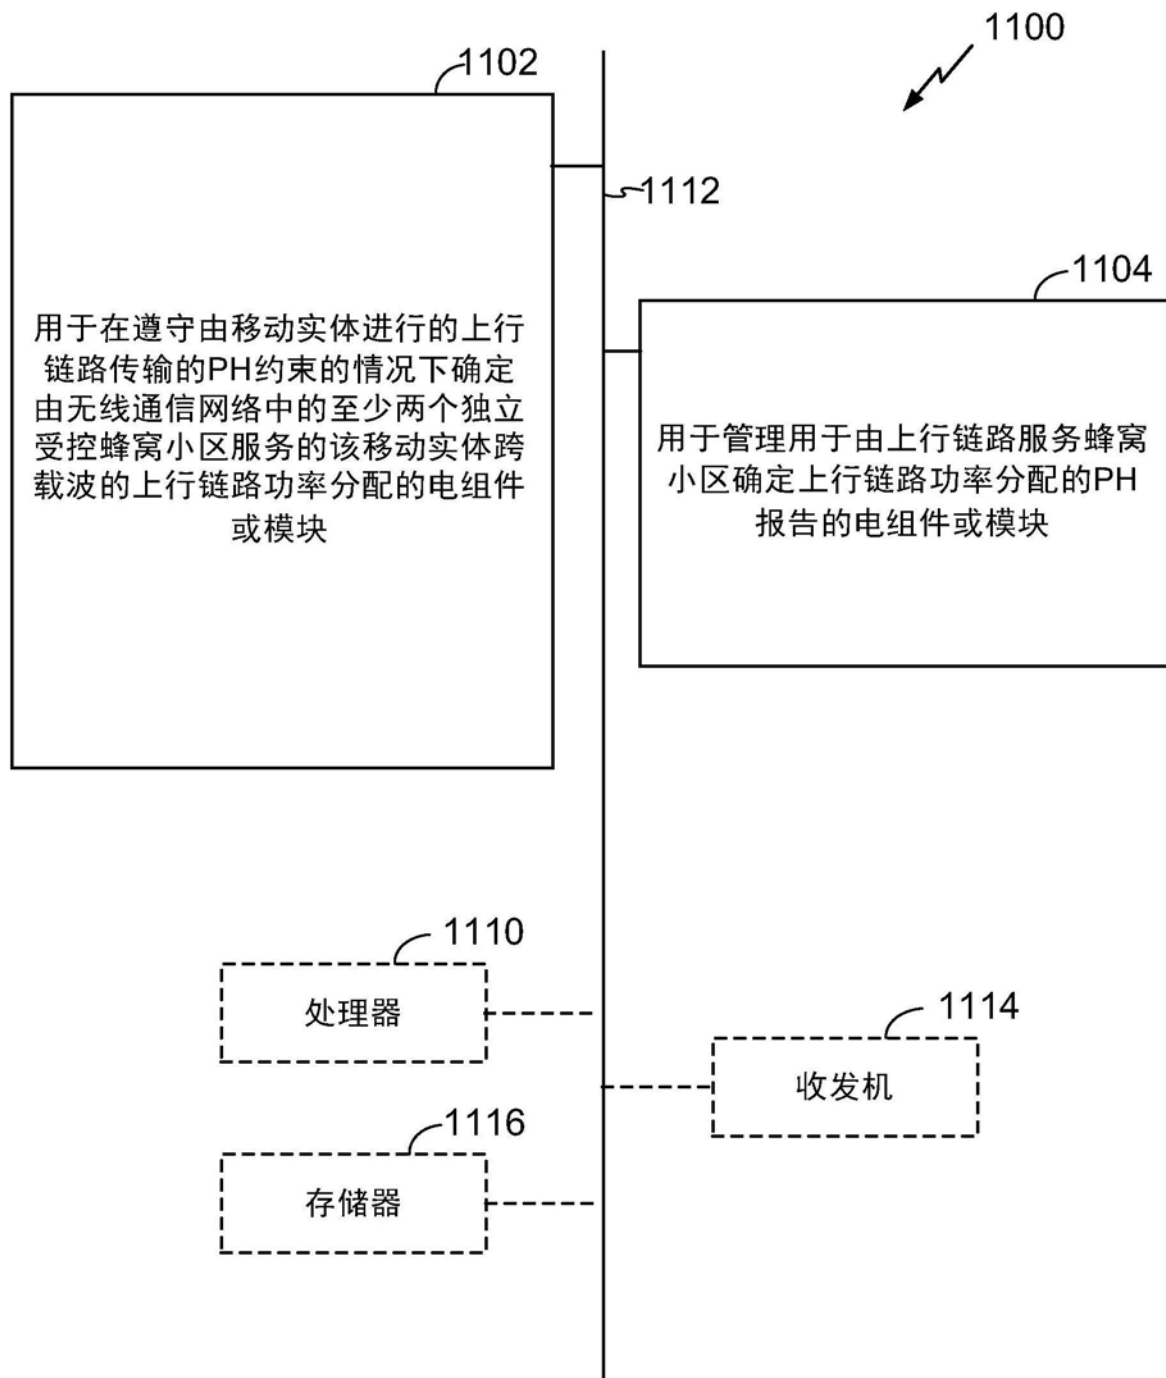 1100
1102
1112
1104
用于在遵守由移动实体进行的上行
链路传输的PH约束的情况下确定
由无线通信网络中的至少两个独立
受控蜂窝小区服务的该移动实体跨
载波的上行链路功率分配的电组件
或模块
用于管理用于由上行链路服务蜂窝
小区确定上行链路功率分配的PH
报告的电组件或模块
1110
处理器
1114
收发机
1116
存储器